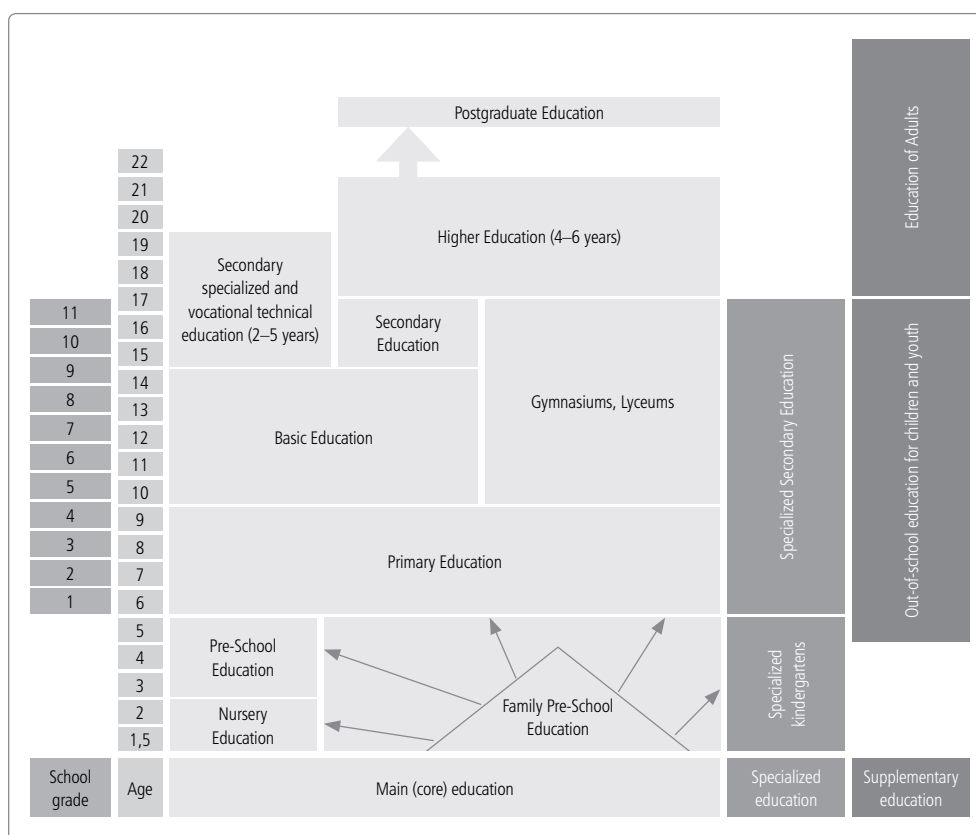 Postgraduate Education
Education of Adults
22
21
20
19
18
17
16
15
14
13
12
11
10
9
8
7
6
5
4
3
2
1,5
Higher Education (4–6 years)
Secondary
specialized and
vocational technical
education (2–5 years)
11
10
9
8
7
6
5
4
3
2
1
Secondary
Education
Gymnasiums, Lyceums
Basic Education
Specialized Secondary Education
Out-of-school education for children and youth
Primary Education
Pre-School
Education
Nursery
Education
Family Pre-School
Education
Specialized
kindergartens
School
grade
Age
Main (core) education
Specialized
education
Supplementary
education